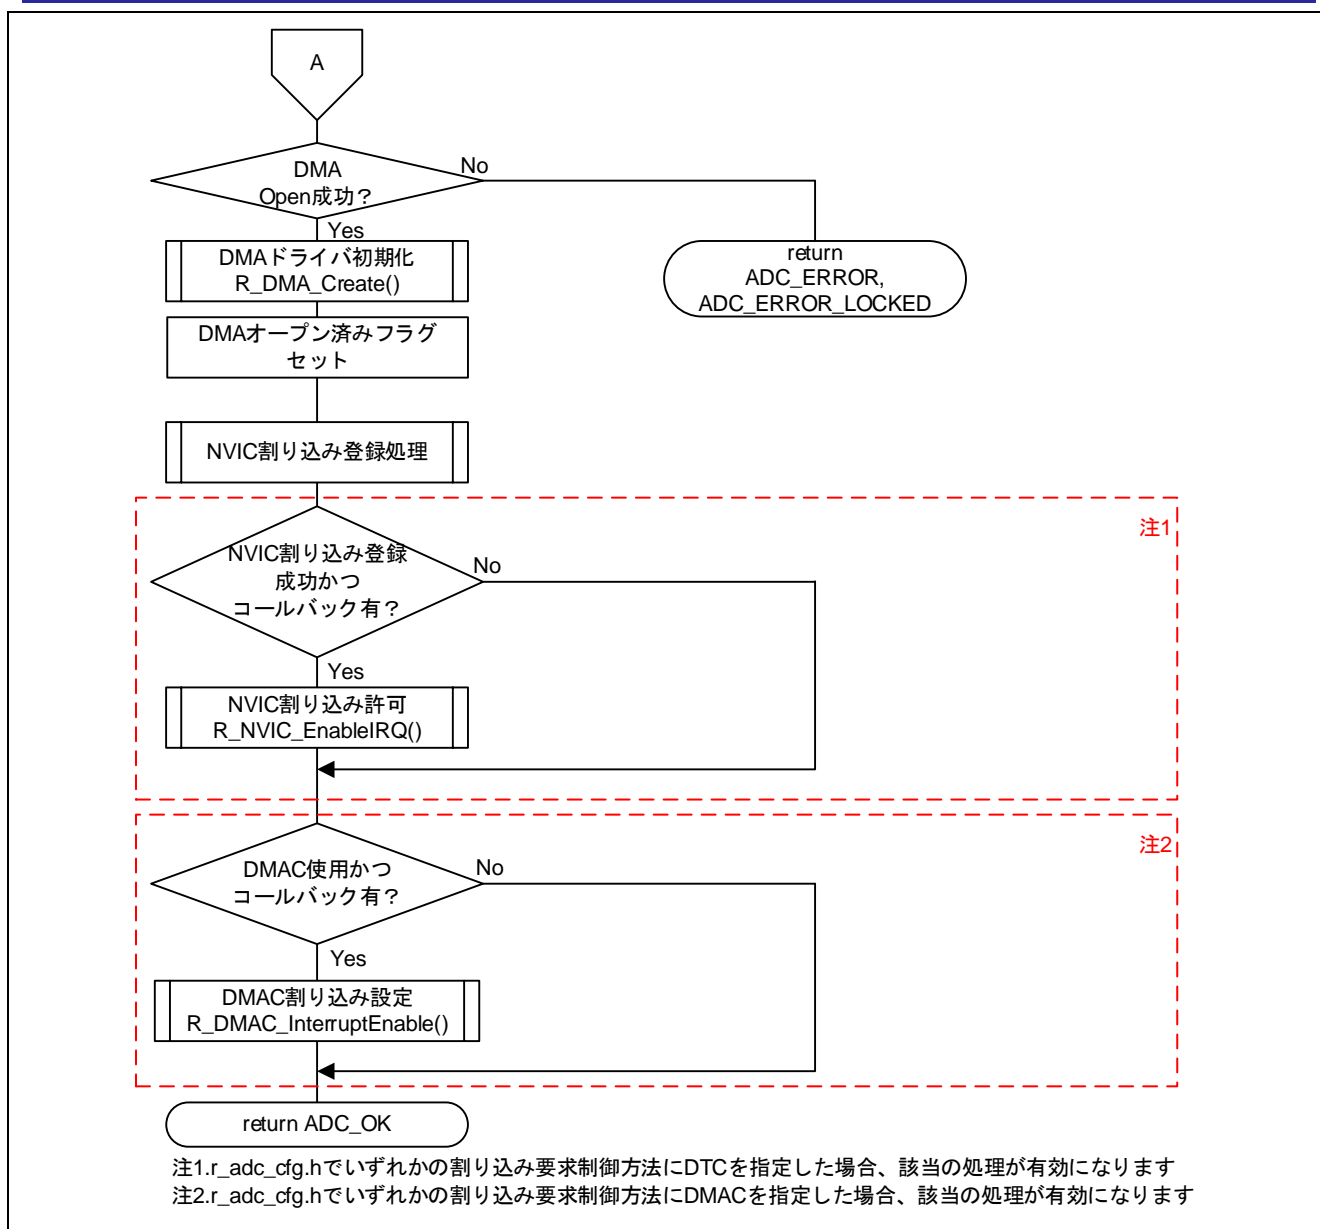 A
DMA
Open成功？
No
Yes
DMAドライバ初期化
R_DMA_Create()
return
ADC_ERROR,
ADC_ERROR_LOCKED
DMAオープン済みフラグ
セット
NVIC割り込み登録処理
注1
NVIC割り込み登録
成功かつ
コールバック有？
No
Yes
NVIC割り込み許可
R_NVIC_EnableIRQ()
注2
DMAC使用かつ
コールバック有？
No
Yes
DMAC割り込み設定
R_DMAC_InterruptEnable()
return ADC_OK
注1.r_adc_cfg.hでいずれかの割り込み要求制御方法にDTCを指定した場合、該当の処理が有効になります
注2.r_adc_cfg.hでいずれかの割り込み要求制御方法にDMACを指定した場合、該当の処理が有効になります